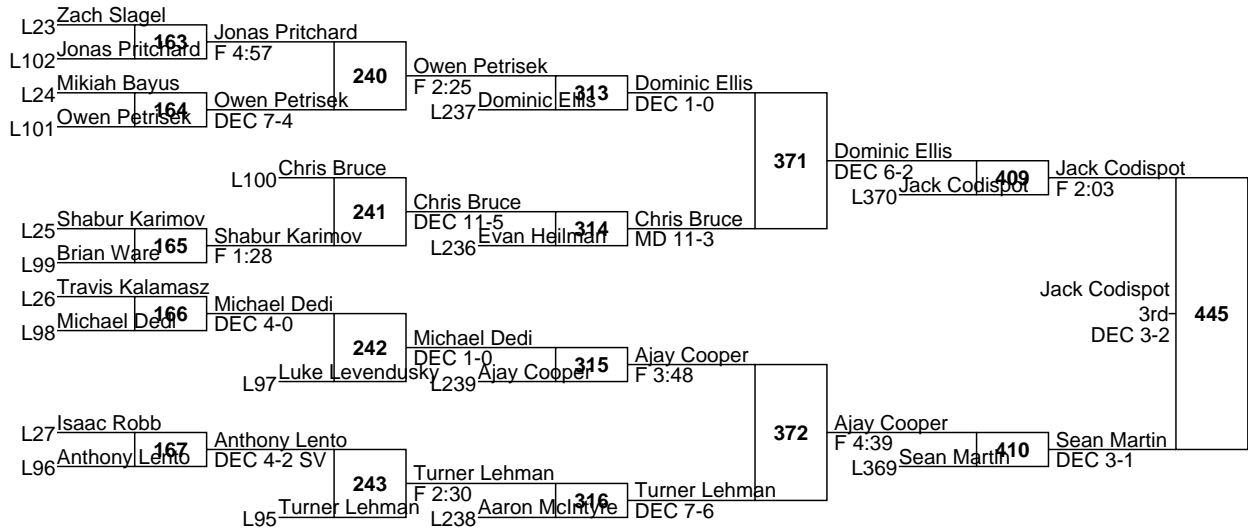 L23 Zach Slagel
163
Jonas Pritchard
L102 Jonas Pritchard
F 4:57
240
Owen Petrisek
L24 Mikiah Bayus
F 2:25
313
Dominic Ellis
164
Owen Petrisek
L237 Dominic Ellis
DEC 1-0
L101 Owen Petrisek
DEC 7-4
371
Dominic Ellis
L100 Chris Bruce
DEC 6-2
409
Jack Codispot
L370 Jack Codispot
F 2:03
241
Chris Bruce
L25 Shabur Karimov
DEC 11-5
314
Chris Bruce
165
Shabur Karimov
L236 Evan Heilman
MD 11-3
L99 Brian Ware
F 1:28
L26 Travis Kalamasz
166
Michael Dedi
L98 Michael Dedi
DEC 4-0
Jack Codispot
3rd
DEC 3-2
445
242
Michael Dedi
DEC 1-0
315
Ajay Cooper
L97 Luke Levendusky
L239 Ajay Cooper
F 3:48
372
Ajay Cooper
L27 Isaac Robb
F 4:39
410
Sean Martin
167
Anthony Lento
L369 Sean Martin
DEC 3-1
L96 Anthony Lento
DEC 4-2 SV
243
Turner Lehman
F 2:30
316
Turner Lehman
L95 Turner Lehman
L238 Aaron McIntyre
DEC 7-6